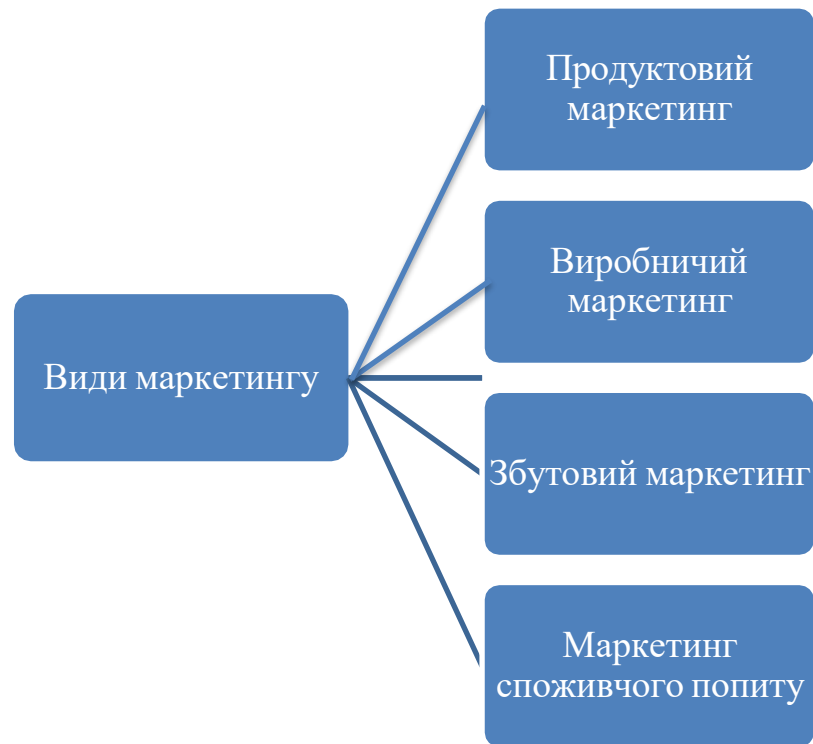 Продуктовий
маркетинг
Виробничий
маркетинг
Види маркетингу
Збутовий маркетинг
Маркетинг
споживчого попиту